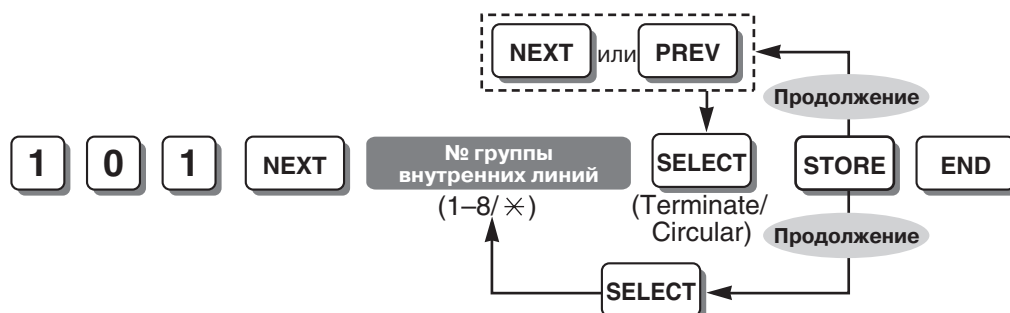 NEXT или PREV
Продолжение
1 0 1 NEXT № группы внутренних линий SELECT STORE END
(1–8/✳)
(Terminate/
Circular)
Продолжение
SELECT